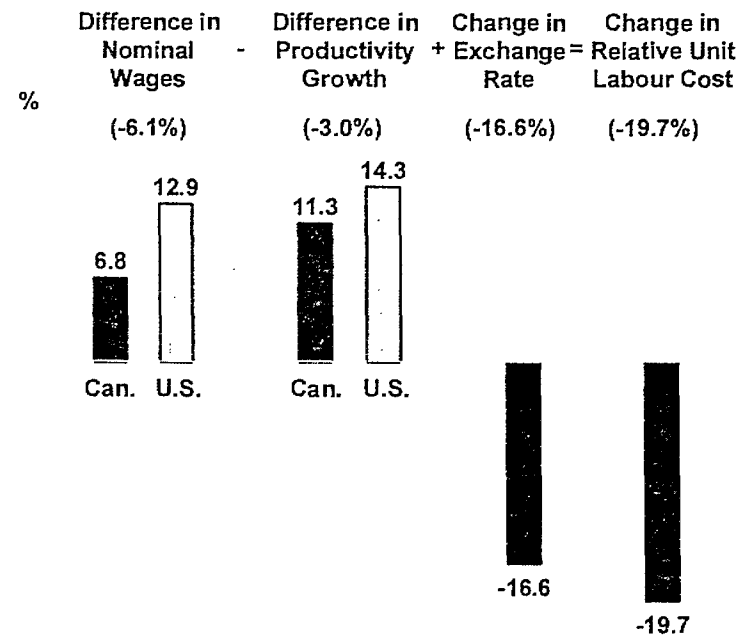 Difference in Difference in Change in Change in
Nominal - Productivity + Exchange = Relative Unit
Wages Growth Rate Labour Cost
%
(-6.1%) (-3.0%) (-16.6%) (-19.7%)
14.3
12.9
11.3
6.8
Can. U.S. Can. U.S.
-16.6
-19.7